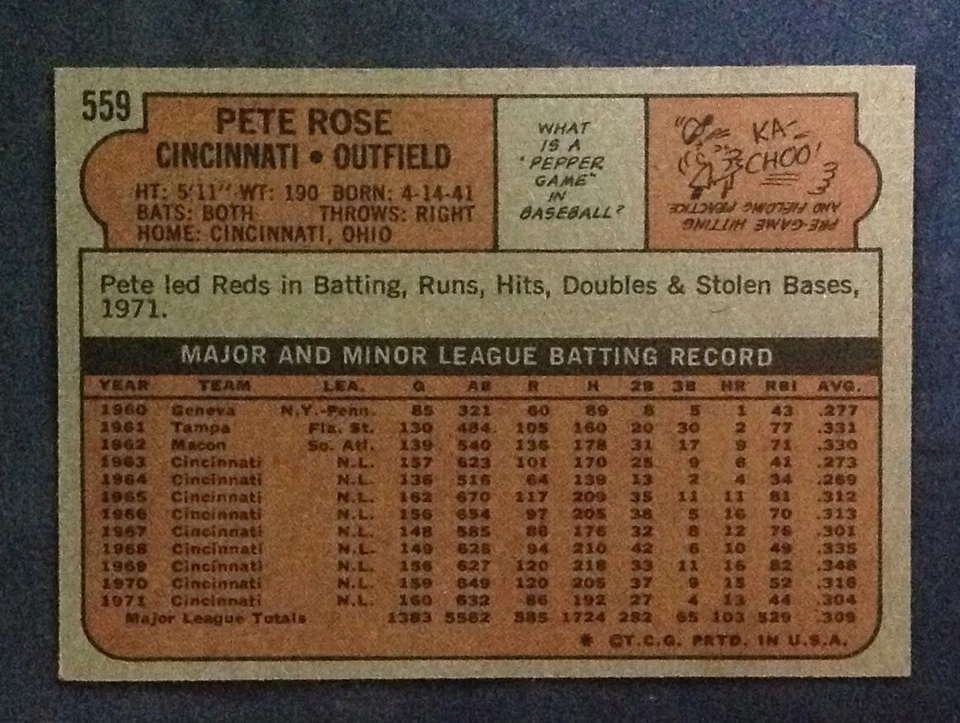 559
PETE ROSE
CINCINNATI • OUTFIELD
HT: 5'11" WT: 190 BORN: 4-14-41
BATS: BOTH THROWS: RIGHT
HOME: CINCINNATI, OHIO
WHAT
IS A
"PEPPER
GAME"
IN
BASEBALL?
KA-
CHOO!
PRE-GAME HITTING
AND FIELDING PRACTICE
Pete led Reds in Batting, Runs, Hits, Doubles & Stolen Bases,
1971.
MAJOR AND MINOR LEAGUE BATTING RECORD
YEAR TEAM LEA. G AB R H 2B 3B HR RBI AVG.
1960 Geneva N.Y.-Penn. 85 321 60 89 8 5 1 43 .277
1961 Tampa Fla. St. 130 484 105 160 20 30 2 77 .331
1962 Macon So. Atl. 139 540 136 178 31 17 9 71 .330
1963 Cincinnati N.L. 157 623 101 170 25 9 6 41 .273
1964 Cincinnati N.L. 136 516 64 139 13 2 4 34 .269
1965 Cincinnati N.L. 162 670 117 209 35 11 11 81 .312
1966 Cincinnati N.L. 156 654 97 205 38 5 16 70 .313
1967 Cincinnati N.L. 148 585 86 176 32 8 12 76 .301
1968 Cincinnati N.L. 149 626 94 210 42 6 10 49 .335
1969 Cincinnati N.L. 156 627 120 218 33 11 16 82 .348
1970 Cincinnati N.L. 159 649 120 205 37 9 15 52 .316
1971 Cincinnati N.L. 160 632 86 192 27 4 13 44 .304
Major League Totals 1383 5582 885 1724 282 65 103 529 .309
* ©T.C.G. PRTD. IN U.S.A.